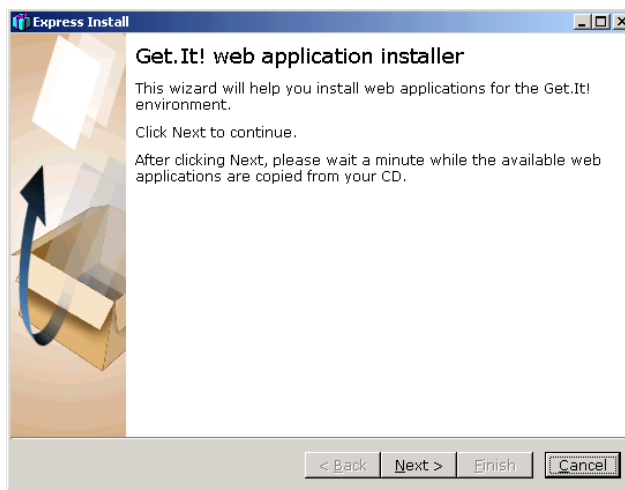 Express Install
Get.It! web application installer
This wizard will help you install web applications for the Get.It!
environment.
Click Next to continue.
After clicking Next, please wait a minute while the available web
applications are copied from your CD.
< Back Next > Finish Cancel